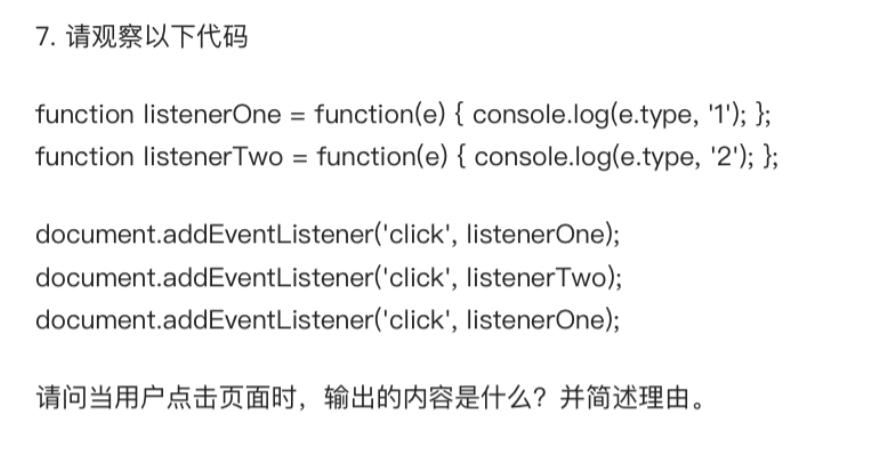 7. 请观察以下代码
function listenerOne = function(e) { console.log(e.type, '1'); };
function listenerTwo = function(e) { console.log(e.type, '2'); };
document.addEventListener('click', listenerOne);
document.addEventListener('click', listenerTwo);
document.addEventListener('click', listenerOne);
请问当用户点击页面时，输出的内容是什么？并简述理由。